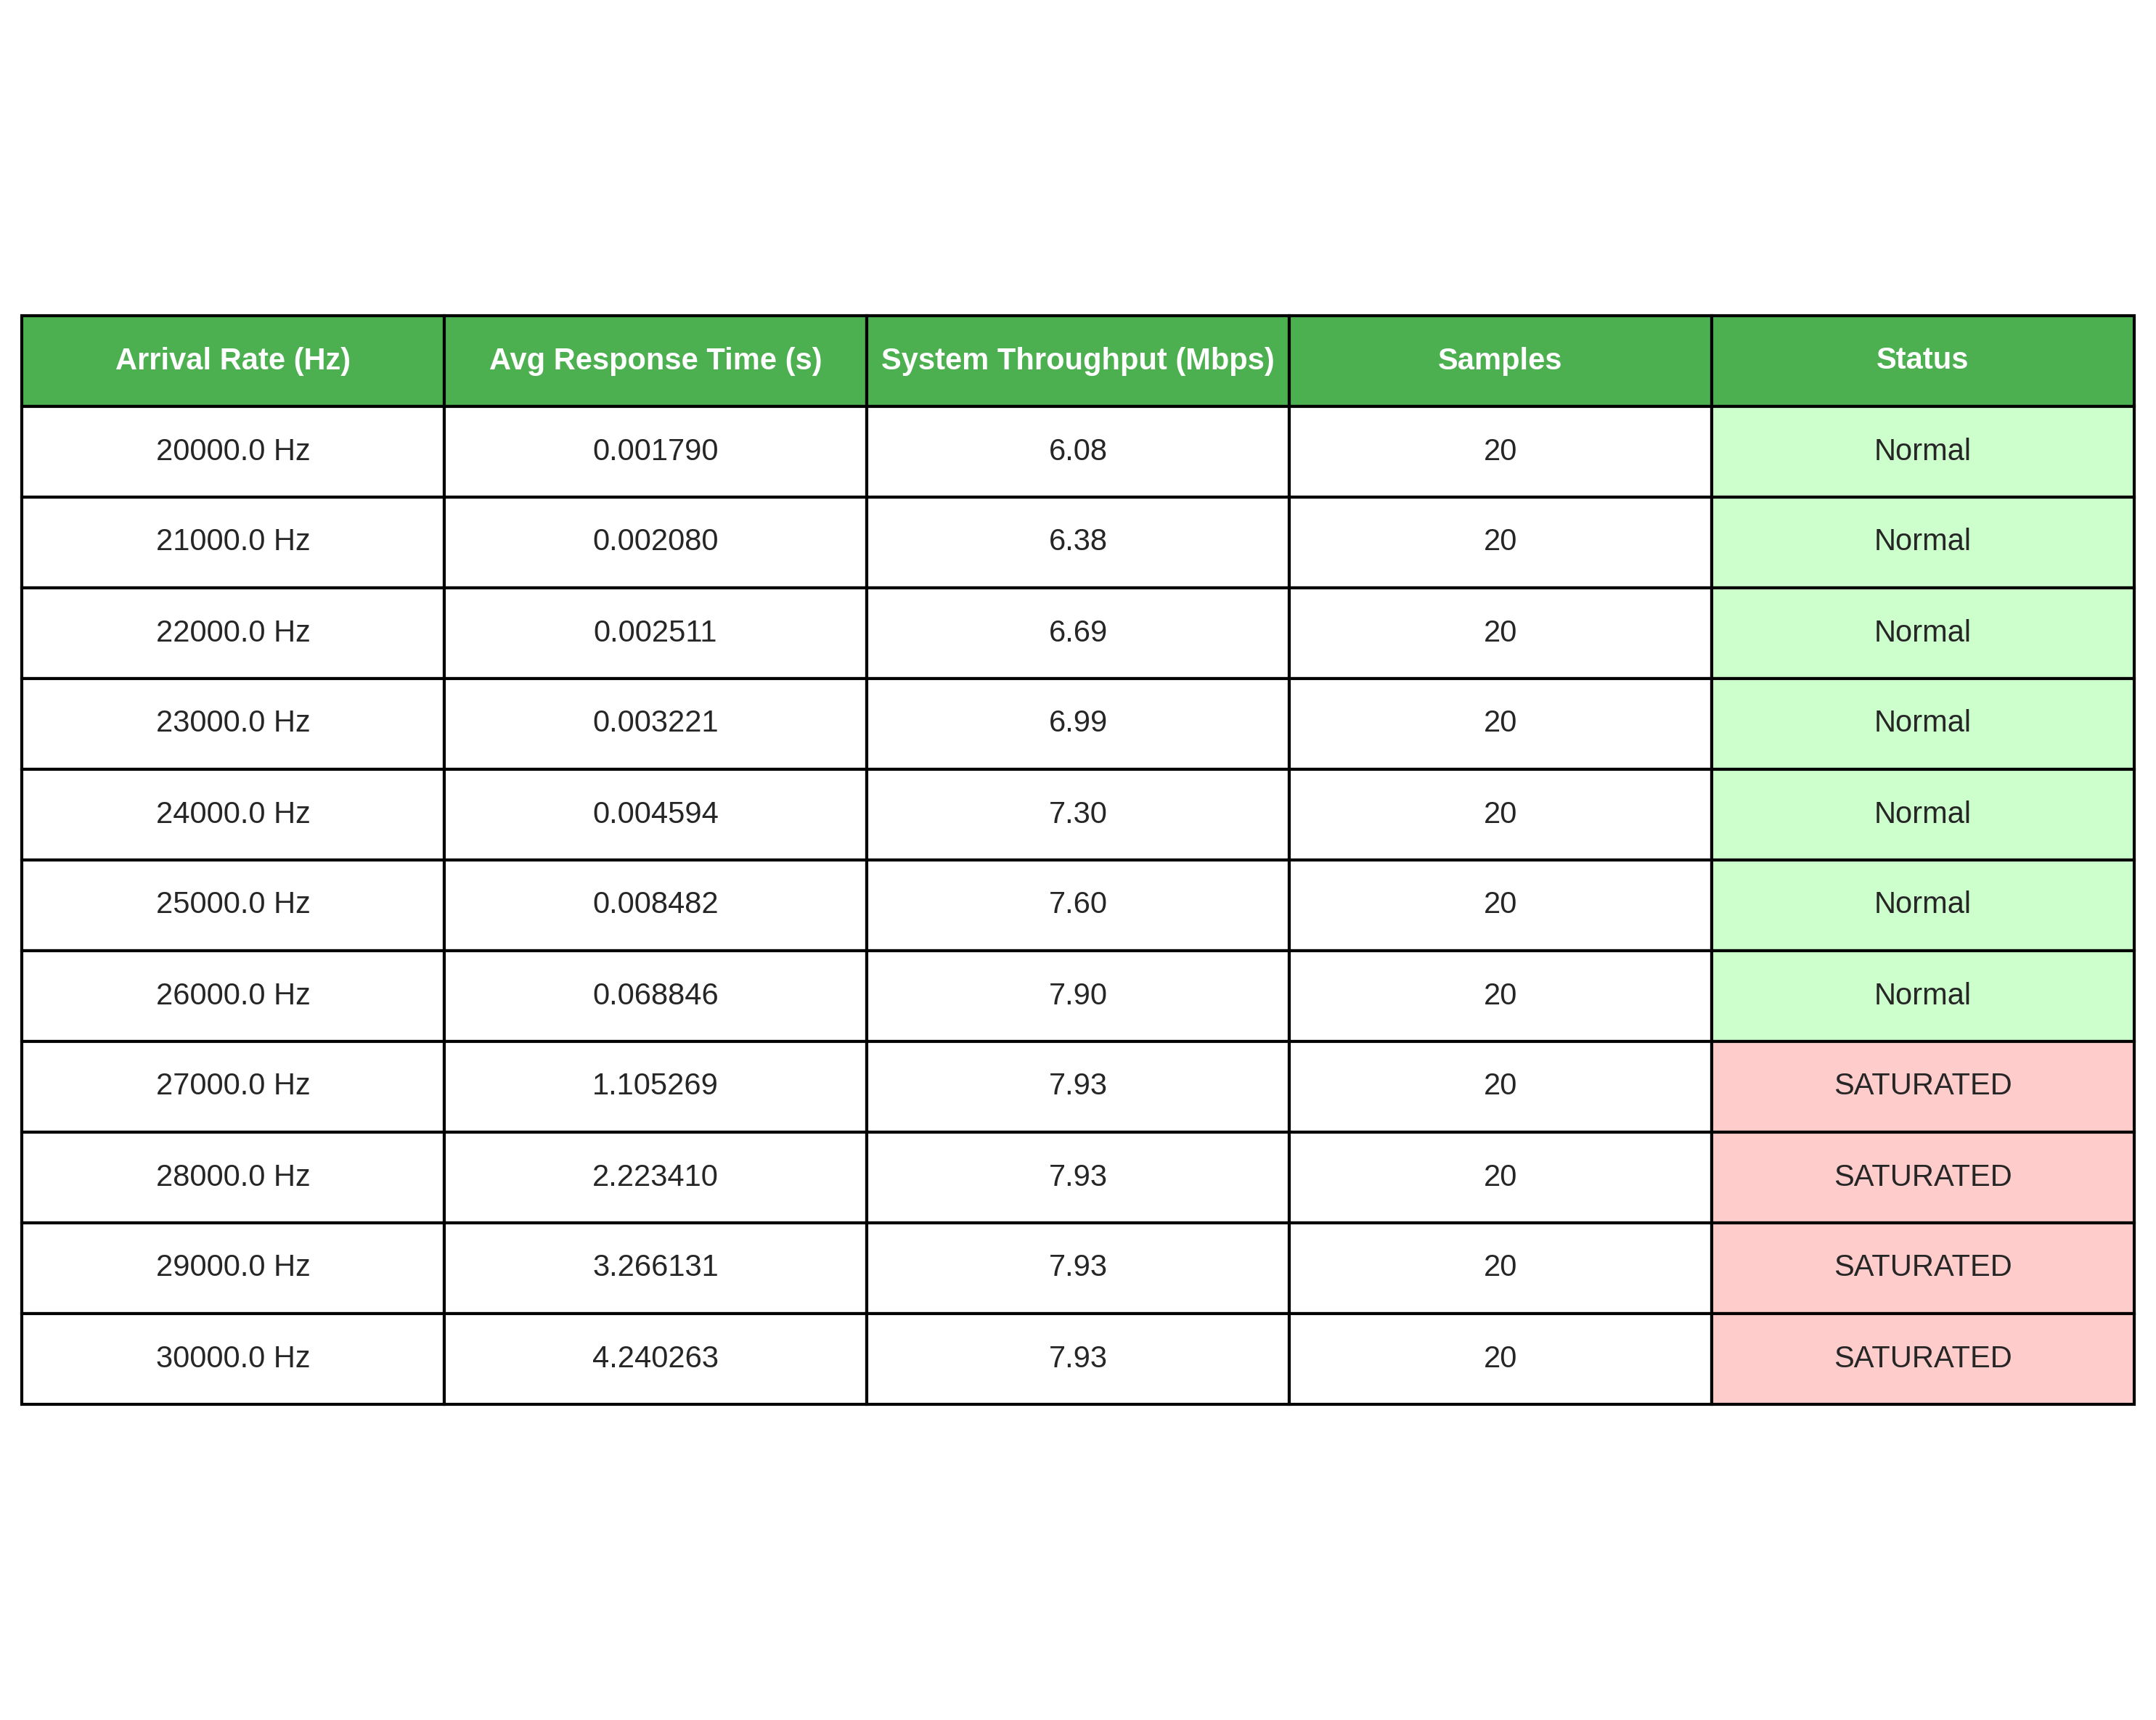 Arrival Rate (Hz) Avg Response Time (s) System Throughput (Mbps) Samples Status
20000.0 Hz 0.001790 6.08 20 Normal
21000.0 Hz 0.002080 6.38 20 Normal
22000.0 Hz 0.002511 6.69 20 Normal
23000.0 Hz 0.003221 6.99 20 Normal
24000.0 Hz 0.004594 7.30 20 Normal
25000.0 Hz 0.008482 7.60 20 Normal
26000.0 Hz 0.068846 7.90 20 Normal
27000.0 Hz 1.105269 7.93 20 SATURATED
28000.0 Hz 2.223410 7.93 20 SATURATED
29000.0 Hz 3.266131 7.93 20 SATURATED
30000.0 Hz 4.240263 7.93 20 SATURATED